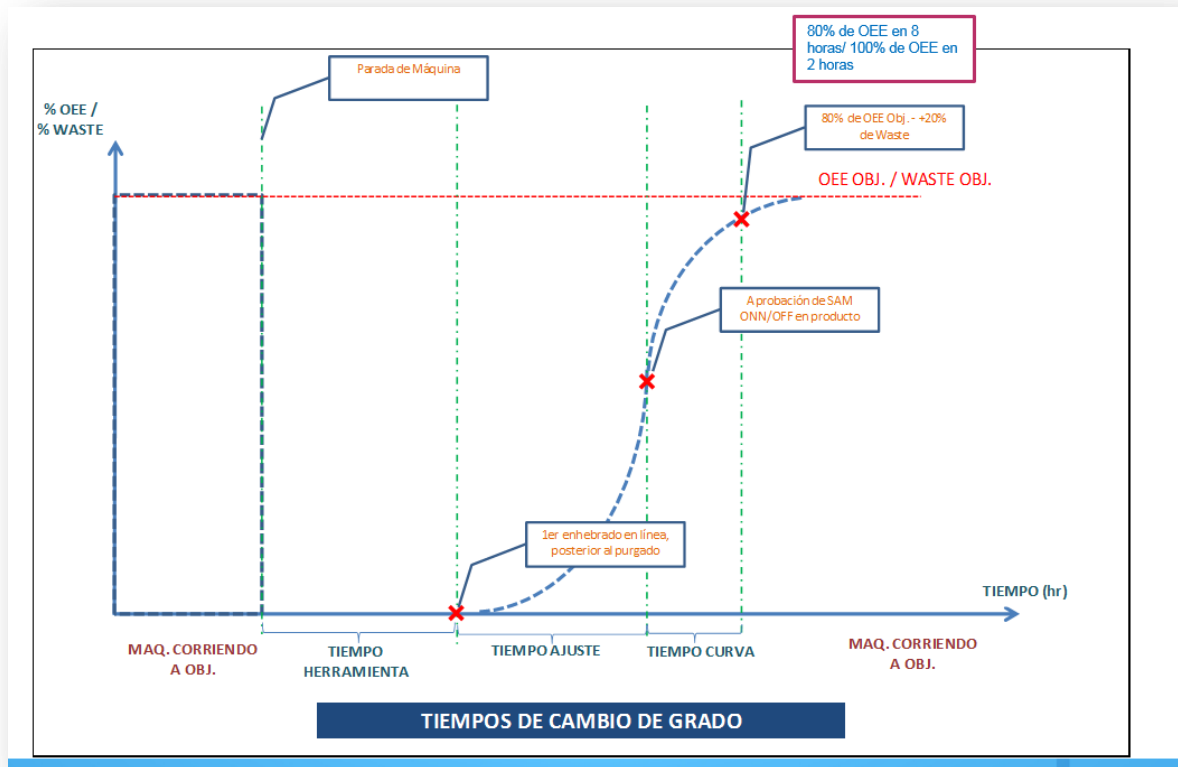 80% de OEE en 8
horas/ 100% de OEE en
2 horas
Parada de Máquina
% OEE /
% WASTE
80% de OEE Obj. - +20%
de Waste
OEE OBJ. / WASTE OBJ.
Aprobación de SAM
ONN/OFF en producto
1er enhebrado en línea,
posterior al purgado
TIEMPO (hr)
MAQ. CORRIENDO
A OBJ.
TIEMPO
HERRAMIENTA
TIEMPO AJUSTE
TIEMPO CURVA
MAQ. CORRIENDO
A OBJ.
TIEMPOS DE CAMBIO DE GRADO